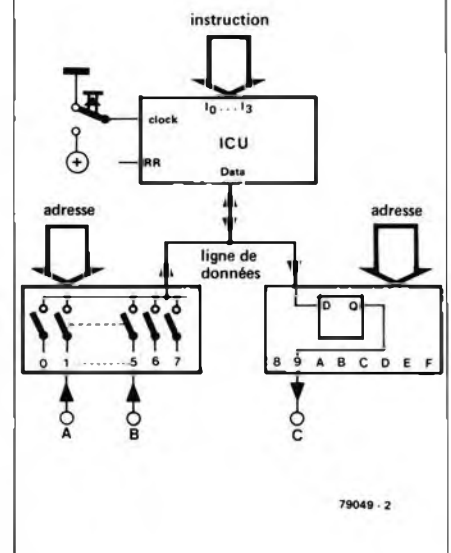 instruction
I0...I3
clock
ICU
RR
Data
adresse
adresse
ligne de
données
D Q
0 1 5 6 7
8 9 A B C D E F
A B
C
79049 - 2